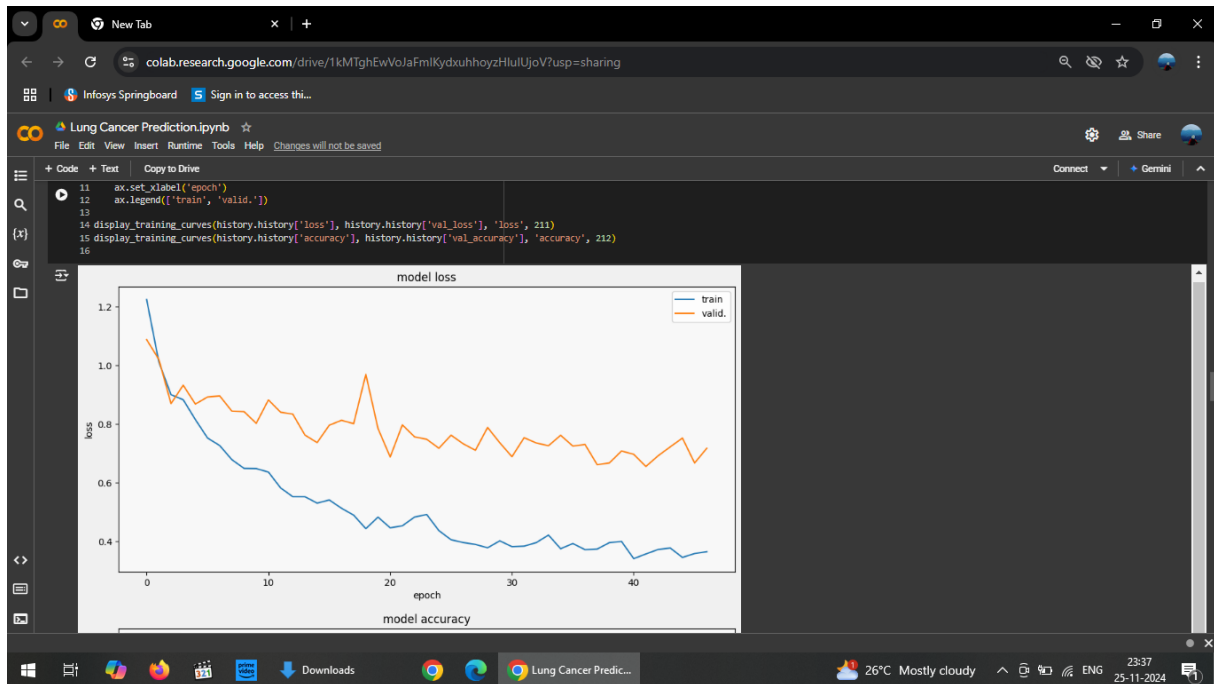 New Tab
colab.research.google.com/drive/1kMTghEwVoJaFmIKydxuhhoyzHIulUjoV?usp=sharing
Infosys Springboard
S Sign in to access thi...
Lung Cancer Prediction.ipynb
File Edit View Insert Runtime Tools Help Changes will not be saved
Share
+ Code + Text Copy to Drive
Connect
Gemini
11 ax.set_xlabel('epoch')
12 ax.legend(['train', 'valid.'])
13
14 display_training_curves(history.history['loss'], history.history['val_loss'], 'loss', 211)
15 display_training_curves(history.history['accuracy'], history.history['val_accuracy'], 'accuracy', 212)
16
{x}
model loss
train
valid.
1.2
1.0
0.8
0.6
0.4
loss
0 10 20 30 40
epoch
model accuracy
321
prime video
Downloads
Lung Cancer Predic...
26°C Mostly cloudy
ENG
23:37
25-11-2024
1